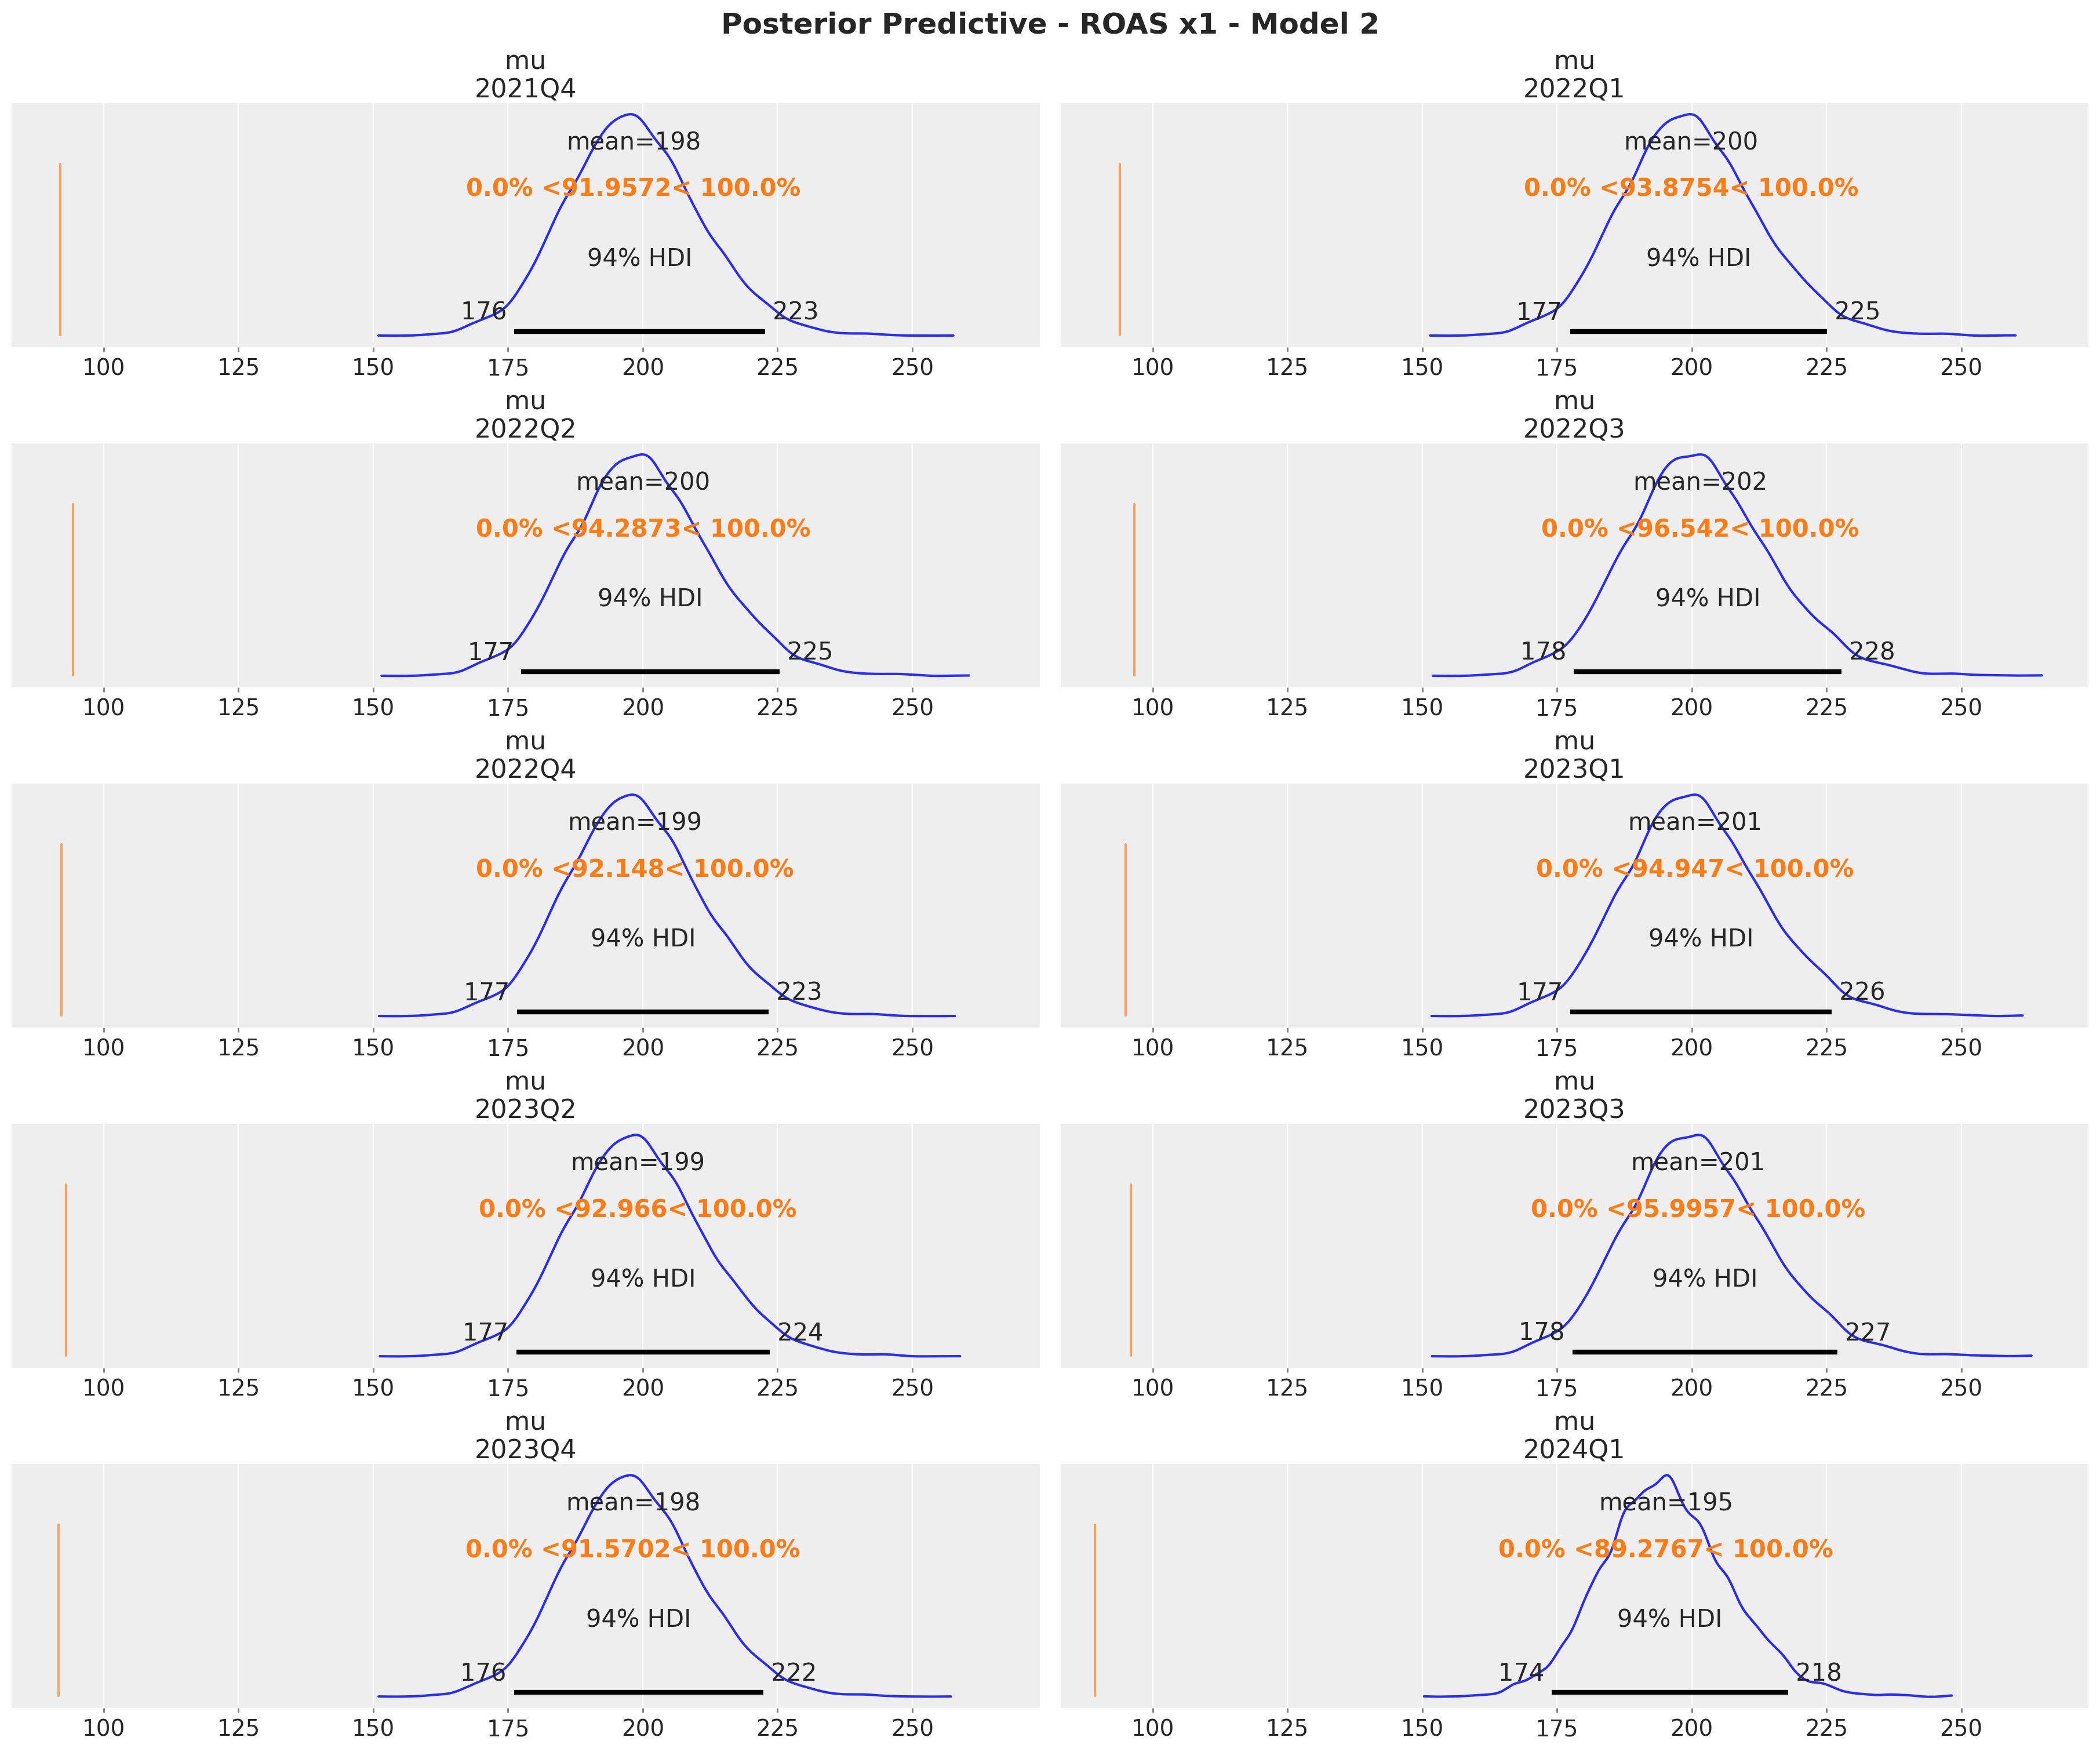 Posterior Predictive - ROAS x1 - Model 2
mu
2021Q4
mean=198
0.0% <91.9572< 100.0%
94% HDI
176
223
100 125 150 175 200 225 250
mu
2022Q1
mean=200
0.0% <93.8754< 100.0%
94% HDI
177
225
100 125 150 175 200 225 250
mu
2022Q2
mean=200
0.0% <94.2873< 100.0%
94% HDI
177
225
100 125 150 175 200 225 250
mu
2022Q3
mean=202
0.0% <96.542< 100.0%
94% HDI
178
228
100 125 150 175 200 225 250
mu
2022Q4
mean=199
0.0% <92.148< 100.0%
94% HDI
177
223
100 125 150 175 200 225 250
mu
2023Q1
mean=201
0.0% <94.947< 100.0%
94% HDI
177
226
100 125 150 175 200 225 250
mu
2023Q2
mean=199
0.0% <92.966< 100.0%
94% HDI
177
224
100 125 150 175 200 225 250
mu
2023Q3
mean=201
0.0% <95.9957< 100.0%
94% HDI
178
227
100 125 150 175 200 225 250
mu
2023Q4
mean=198
0.0% <91.5702< 100.0%
94% HDI
176
222
100 125 150 175 200 225 250
mu
2024Q1
mean=195
0.0% <89.2767< 100.0%
94% HDI
174
218
100 125 150 175 200 225 250